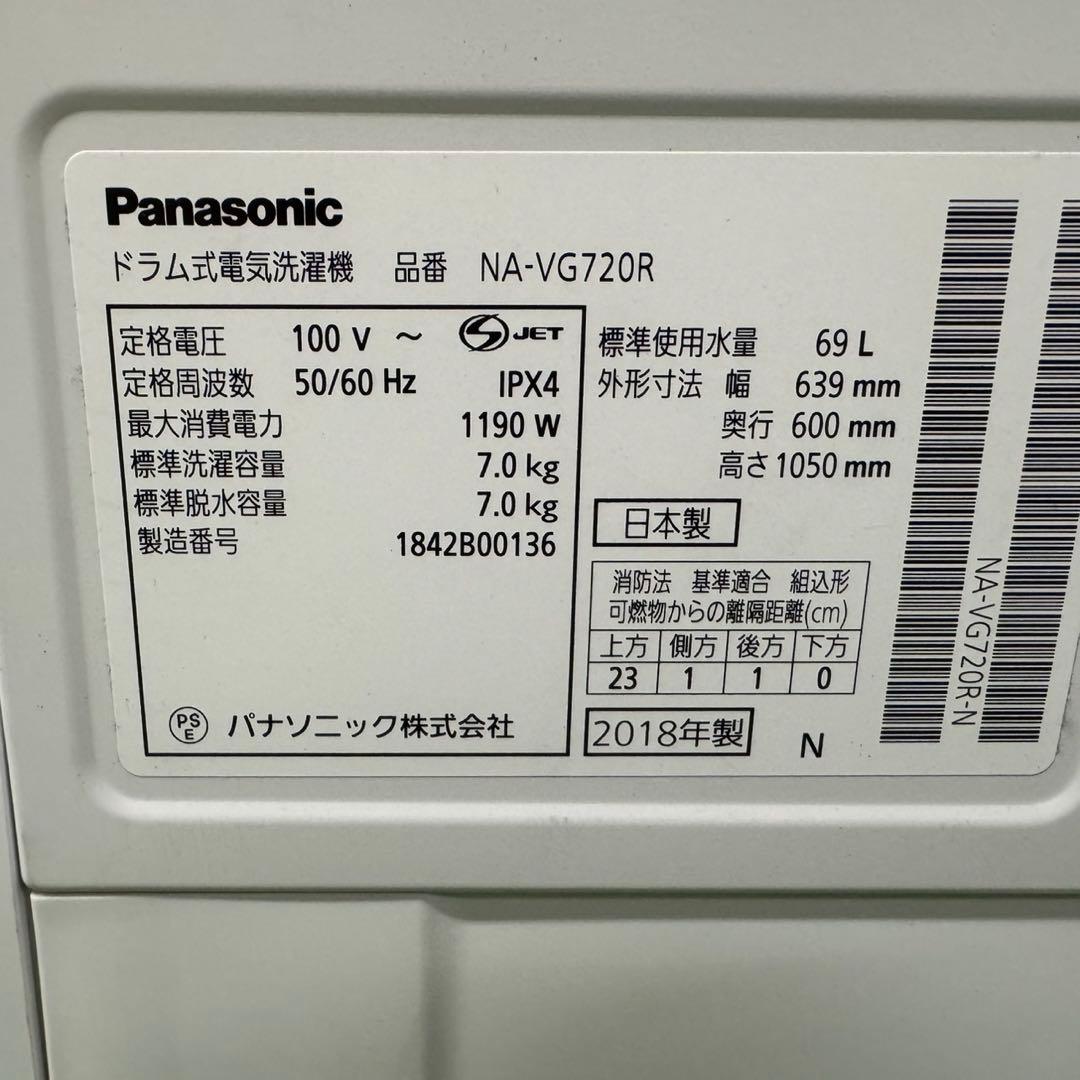 Panasonic
ドラム式電気洗濯機 品番 NA-VG720R
定格電圧 100 V ~ S JET
定格周波数 50/60 Hz IPX4
最大消費電力 1190 W
標準洗濯容量 7.0 kg
標準脱水容量 7.0 kg
製造番号 1842B00136
PS
E
パナソニック株式会社
標準使用水量 69 L
外形寸法 幅 639 mm
奥行 600 mm
高さ 1050 mm
日本製
消防法 基準適合 組込形
可燃物からの離隔距離(cm)
上方 側方 後方 下方
23 1 1 0
2018年製 N
NA-VG720R-N